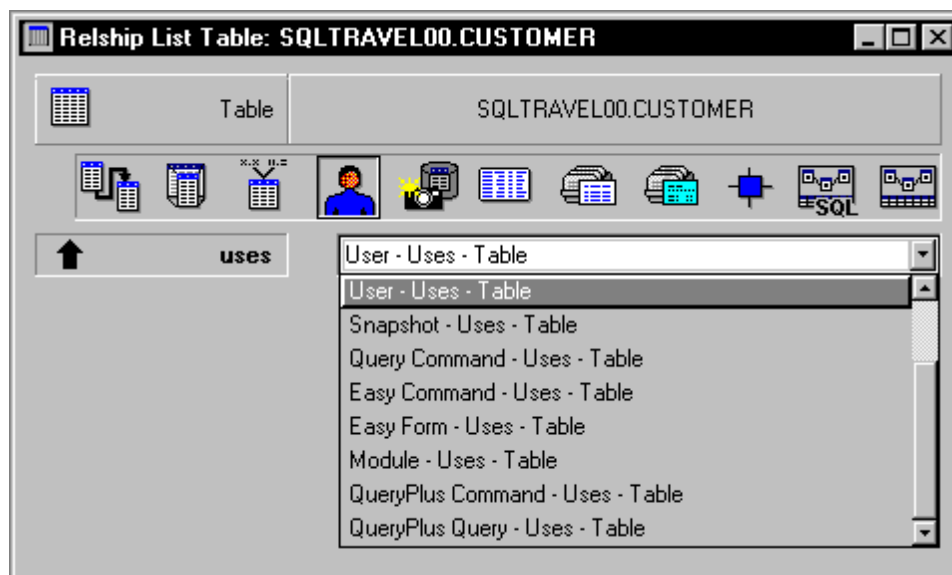 Relship List Table: SQLTRAVEL00.CUSTOMER
Table
SQLTRAVEL00.CUSTOMER
SQL
uses
User - Uses - Table
User - Uses - Table
Snapshot - Uses - Table
Query Command - Uses - Table
Easy Command - Uses - Table
Easy Form - Uses - Table
Module - Uses - Table
QueryPlus Command - Uses - Table
QueryPlus Query - Uses - Table